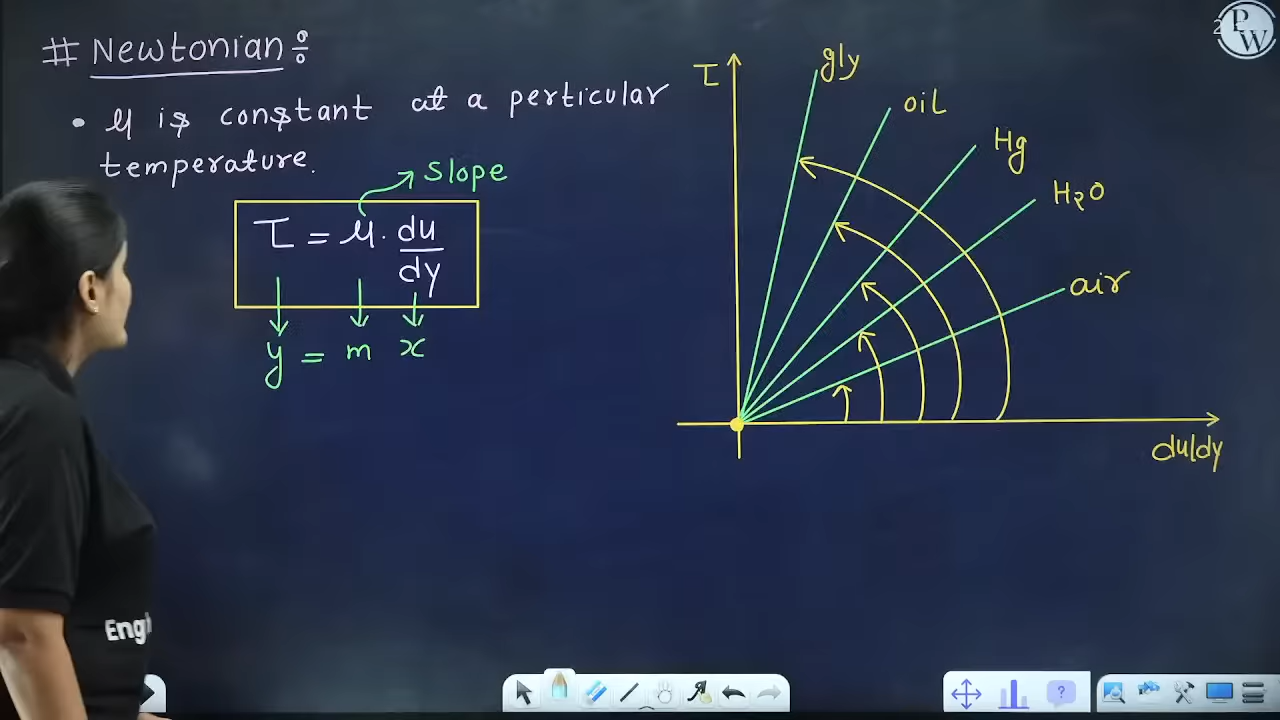 # Newtonian:
• μ is constant at a perticular
temperature.
slope
τ = μ. du/dy
y = m x
τ
gly
oil
Hg
H₂O
air
du/dy
PW
Engi